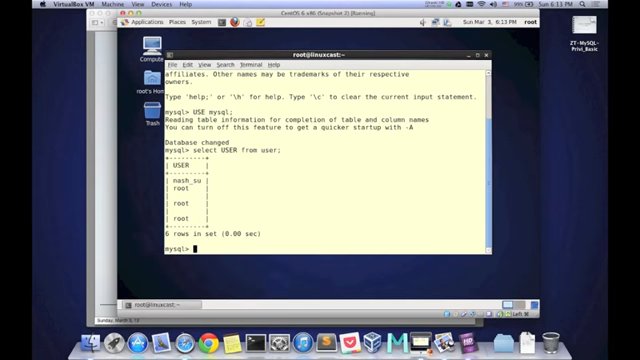 VirtualBox VM  Machine  Devices  Help
Sun 6:11 PM
CentOS 6 x86 (Snapshot 2) [Running]
Applications  Places  System
Sun Mar 3, 6:13 PM
root
root@linuxcast:~
File  Edit  View  Search  Terminal  Help
Computer
root's Home
Trash
ZT-MySQL-
Privi_Basic
affiliates. Other names may be trademarks of their respective
owners.
Type 'help;' or '\h' for help. Type '\c' to clear the current input statement.
mysql> USE mysql;
Reading table information for completion of table and column names
You can turn off this feature to get a quicker startup with -A
Database changed
mysql> select USER from user;
+---------+
| USER    |
+---------+
| nash_su |
| root    |
|         |
| root    |
|         |
| root    |
+---------+
6 rows in set (0.00 sec)
mysql>
root@linuxcast:~
Left ⌘